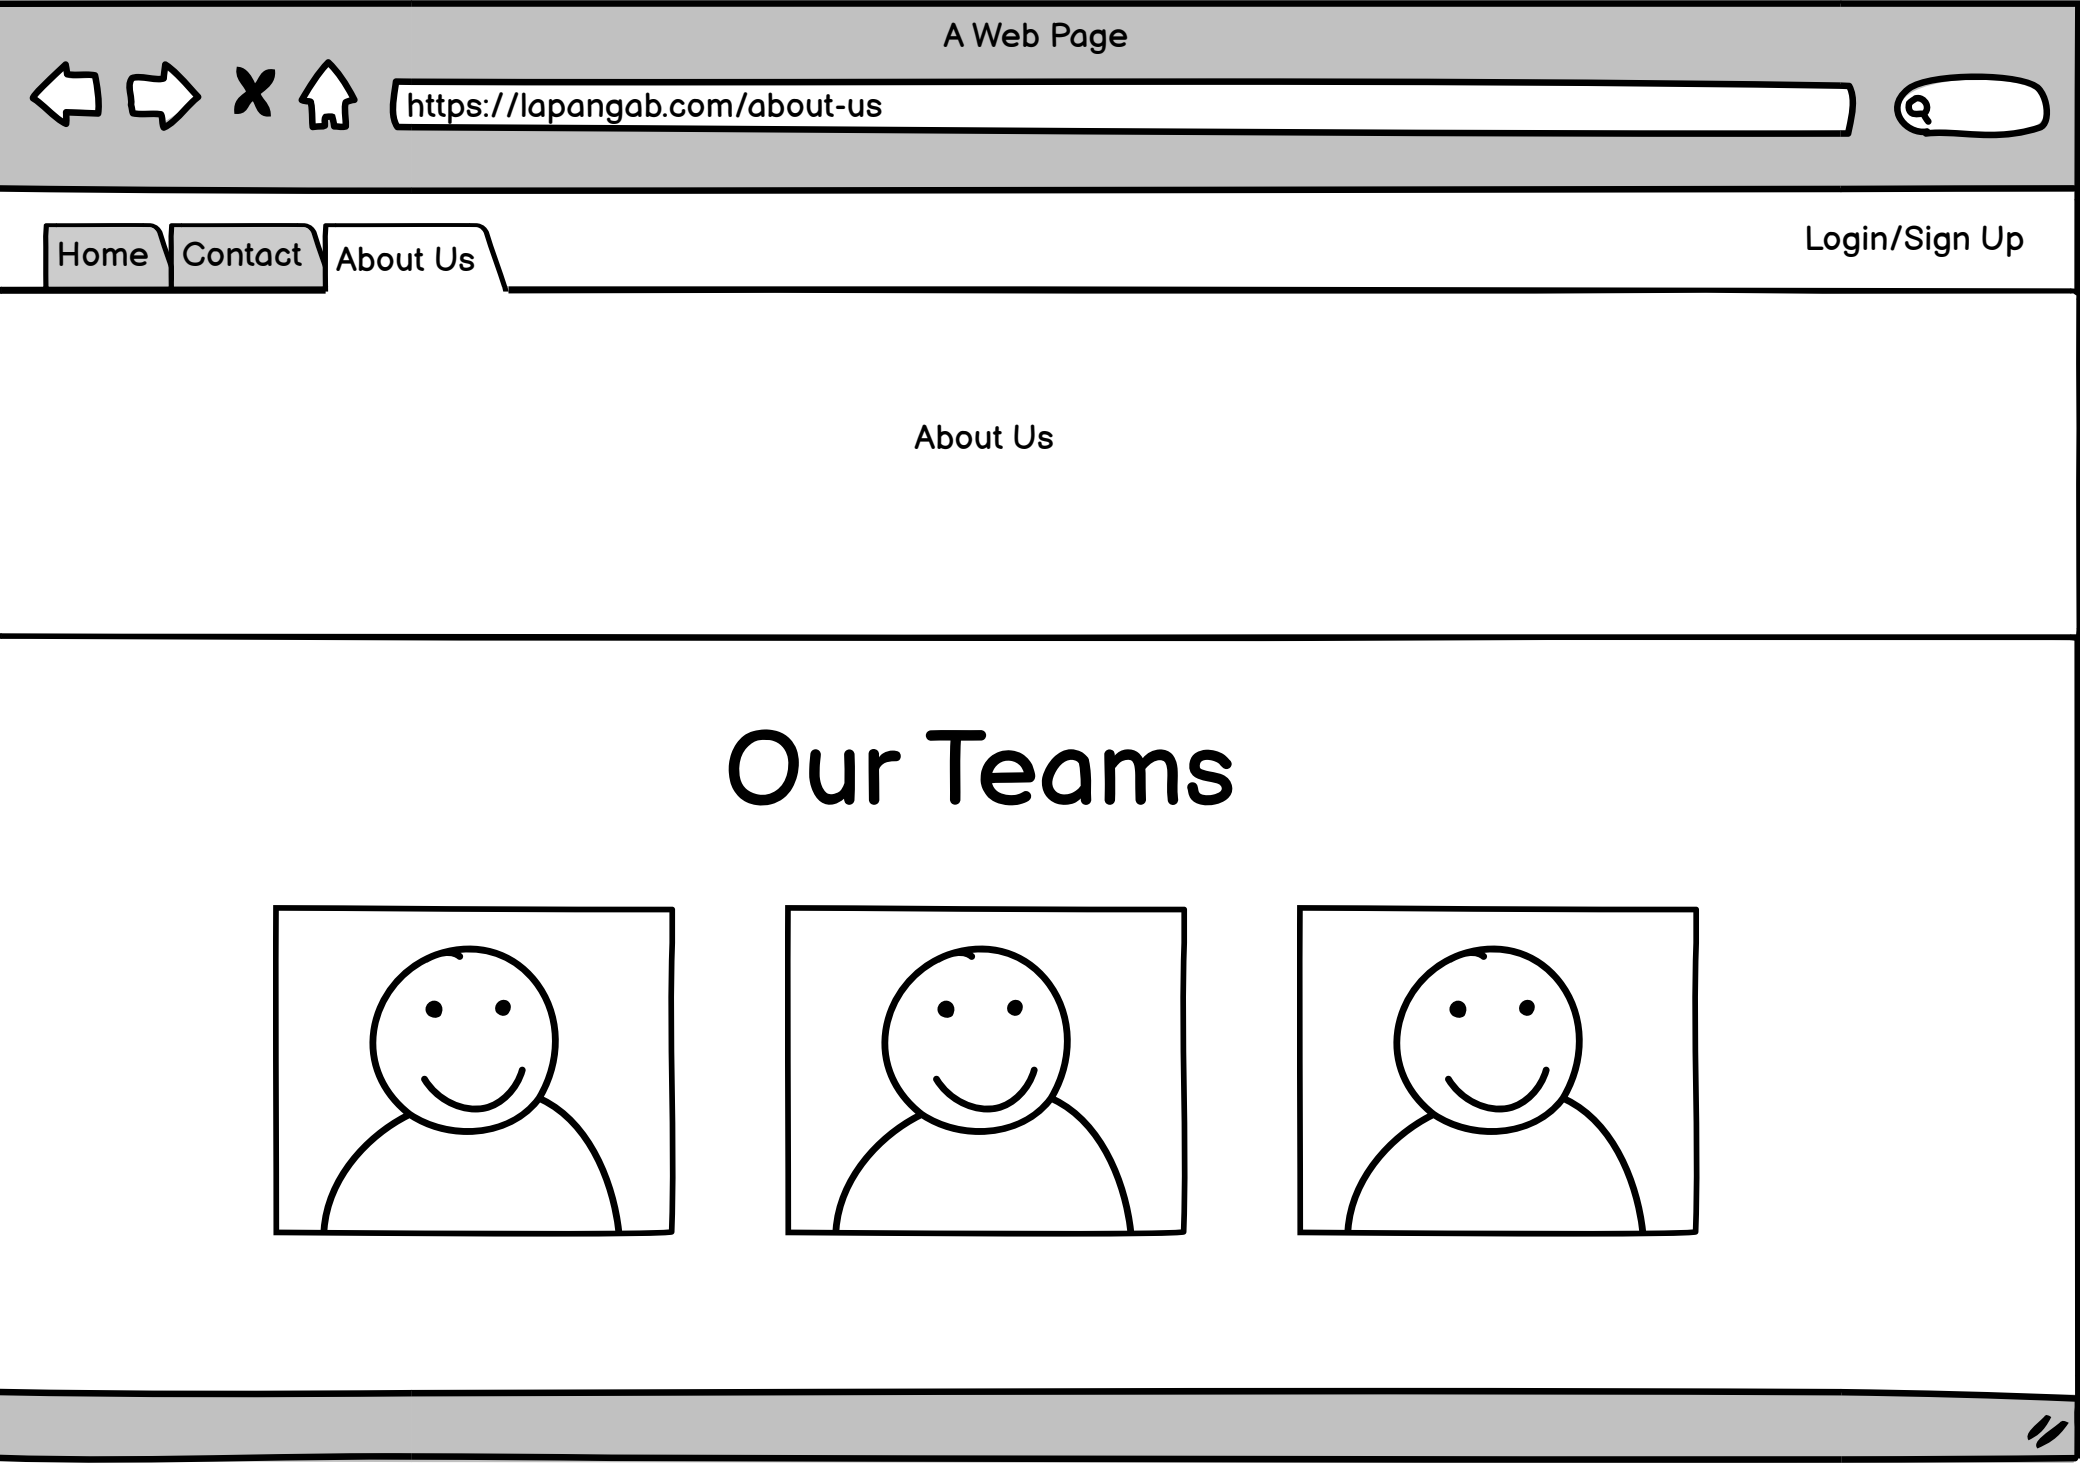 A Web Page
https://lapangab.com/about-us
Home
Contact
About Us
Login/Sign Up
About Us
Our Teams